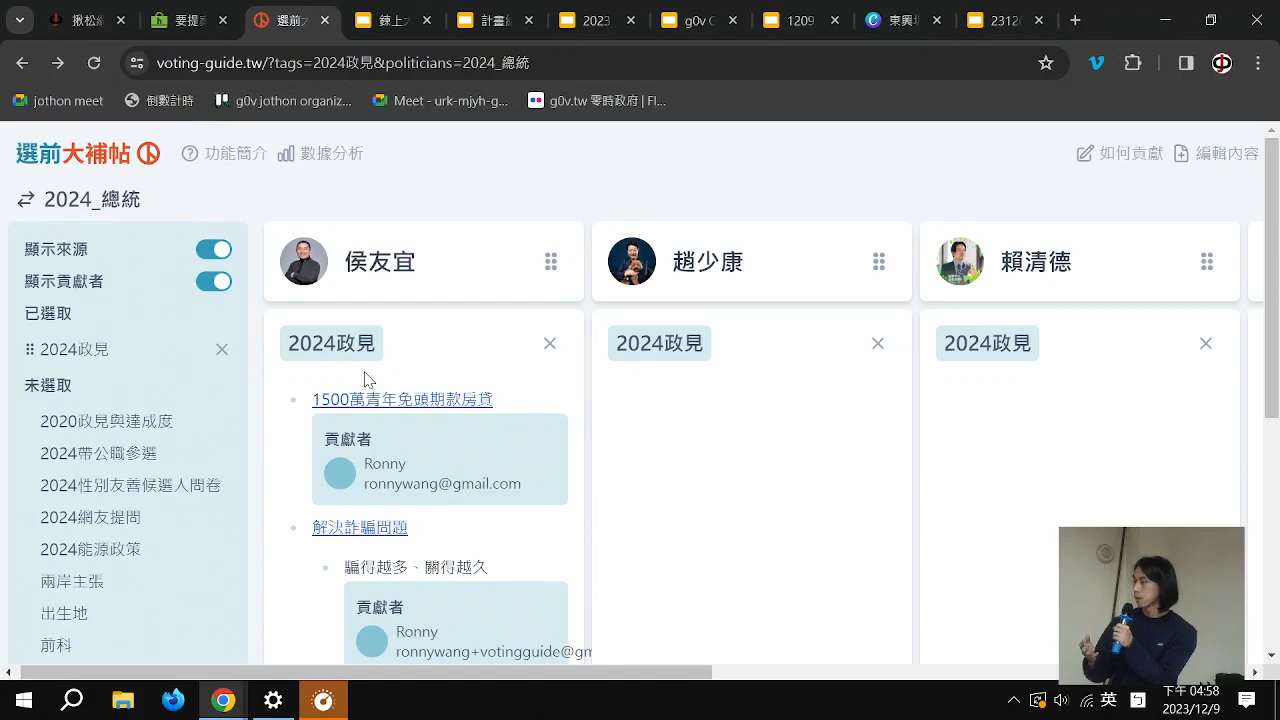 要提
選前
鍊上
計畫
2023
g0v
1209
東興
2312
voting-guide.tw/?tags=2024政見&politicians=2024_總統
jothon meet
倒數計時
g0v jothon organiz...
Meet - urk-mjyh-g...
g0v.tw 零時政府 | Fl...
選前大補帖
功能簡介
數據分析
如何貢獻
編輯內容
2024_總統
顯示來源
顯示貢獻者
已選取
2024政見
未選取
2020政見與達成度
2024帶公職參選
2024性別友善候選人問卷
2024網友提問
2024能源政策
兩岸主張
出生地
前科
侯友宜
2024政見
1500萬青年免頭期款房貸
貢獻者
Ronny
ronnywang@gmail.com
解決詐騙問題
騙得越多、關得越久
貢獻者
Ronny
ronnywang+votingguide@gm
趙少康
2024政見
賴清德
2024政見
英
下午 04:58
2023/12/9